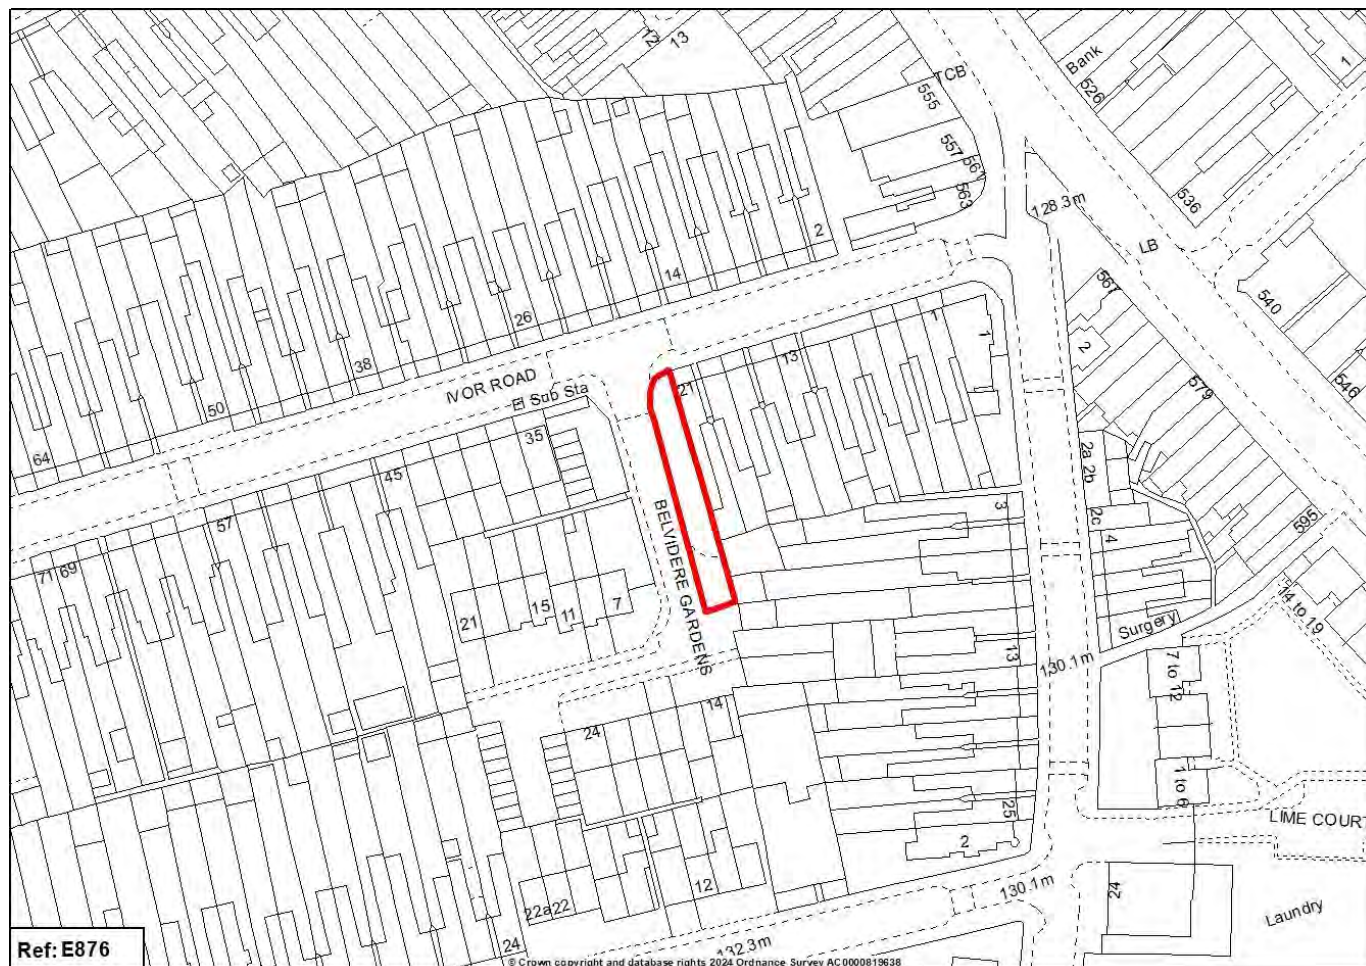 12
13
TCB
Bank
526
1
555
557
561
563
128.3m
536
LB
2
14
26
38
50
64
IVOR ROAD
El Sub Sta
35
45
57
71
69
21
13
1
1
567
2
579
540
546
BELVIDERE GARDENS
3
2a 2b
2c
4
595
14 to 19
Surgery
21
15
11
7
13
130.1m
7 to 12
24
14
1 to 6
25
2
LIME COURT
12
22a
22
24
130.1m
132.3m
24
Laundry
Ref: E876
© Crown copyright and database rights 2024 Ordnance Survey AC0000819638